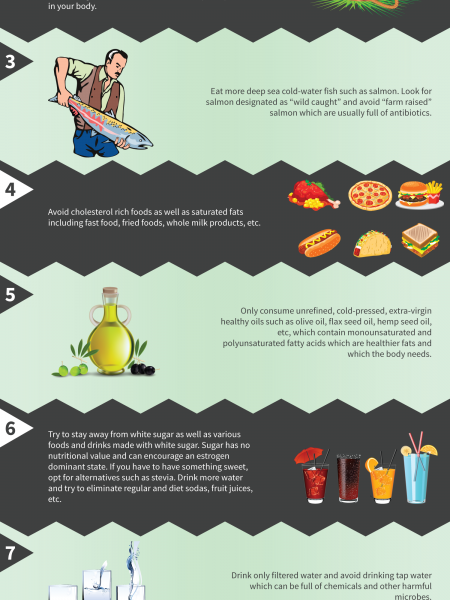 in your body.
3
Eat more deep sea cold-water fish such as salmon. Look for
salmon designated as “wild caught” and avoid “farm raised”
salmon which are usually full of antibiotics.
4
Avoid cholesterol rich foods as well as saturated fats
including fast food, fried foods, whole milk products, etc.
5
Only consume unrefined, cold-pressed, extra-virgin
healthy oils such as olive oil, flax seed oil, hemp seed oil,
etc, which contain monounsaturated and
polyunsaturated fatty acids which are healthier fats and
which the body needs.
6
Try to stay away from white sugar as well as various
foods and drinks made with white sugar. Sugar has no
nutritional value and can encourage an estrogen
dominant state. If you have to have something sweet,
opt for alternatives such as stevia. Drink more water
and try to eliminate regular and diet sodas, fruit juices,
etc.
7
Drink only filtered water and avoid drinking tap water
which can be full of chemicals and other harmful
microbes.